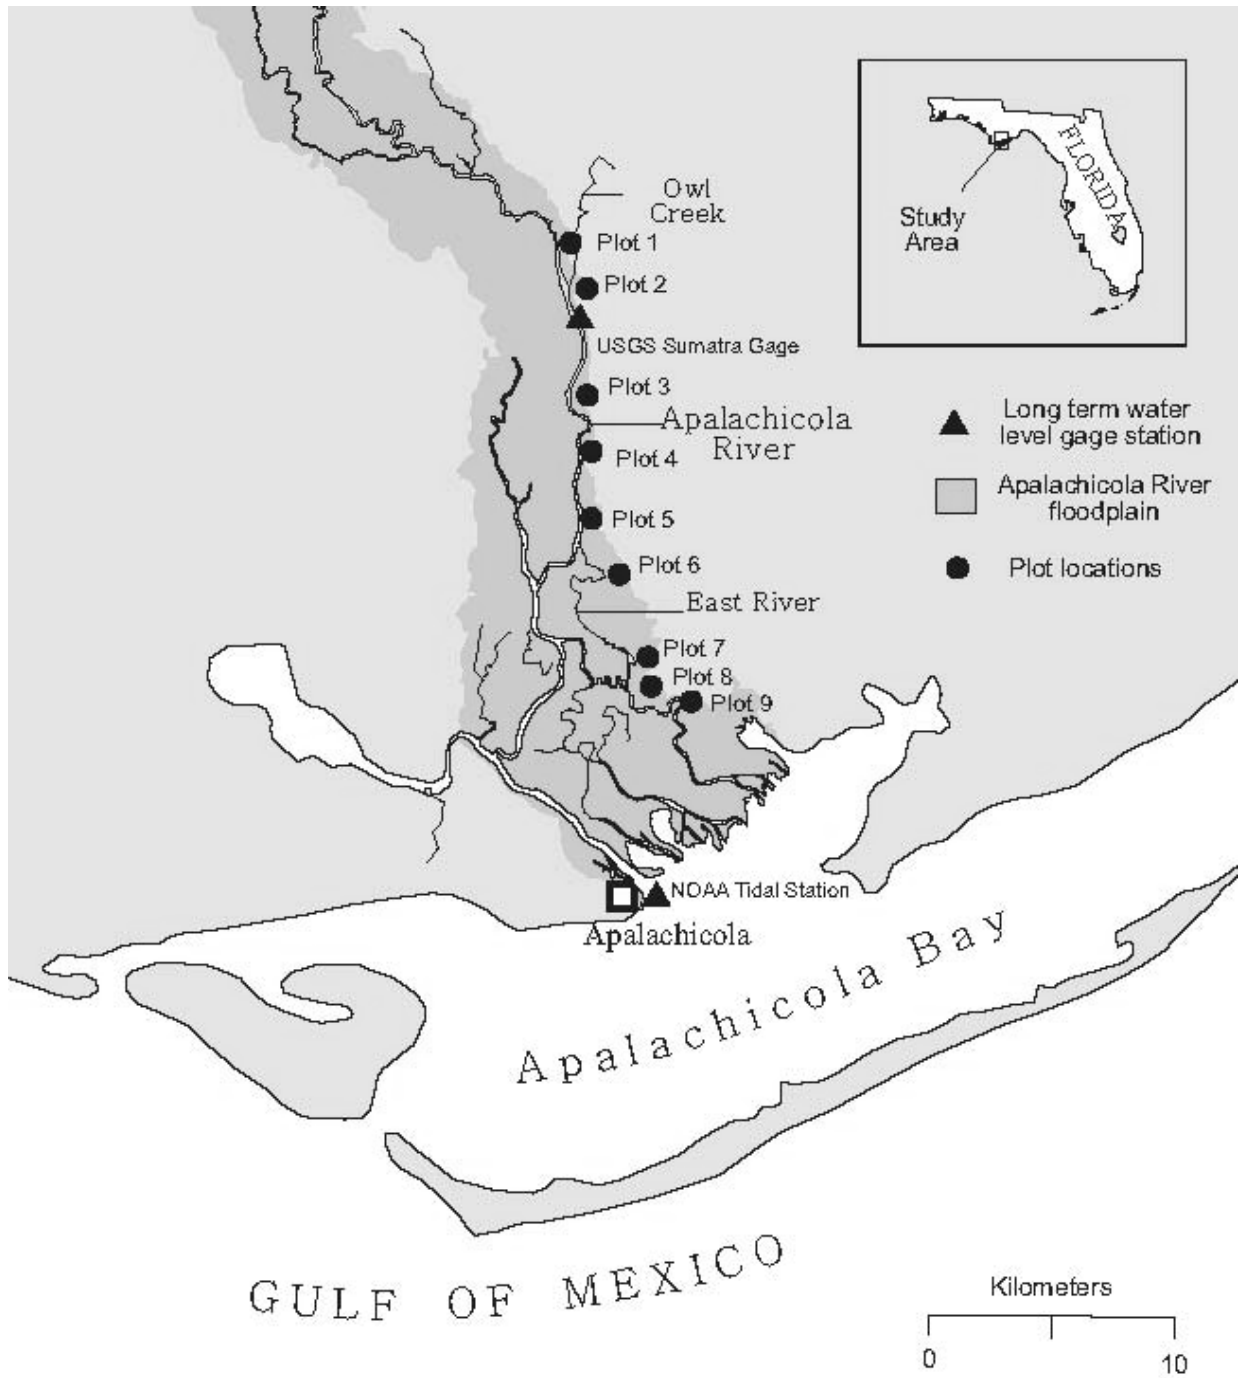 Owl
Creek
Plot 1
Plot 2
USGS Sumatra Gage
Plot 3
Apalachicola
River
Plot 4
Plot 5
Plot 6
East River
Plot 7
Plot 8
Plot 9
NOAA Tidal Station
Apalachicola
Apalachicola Bay
GULF OF MEXICO
FLORIDA
Study
Area
Long term water
level gage station
Apalachicola River
floodplain
Plot locations
Kilometers
0 10